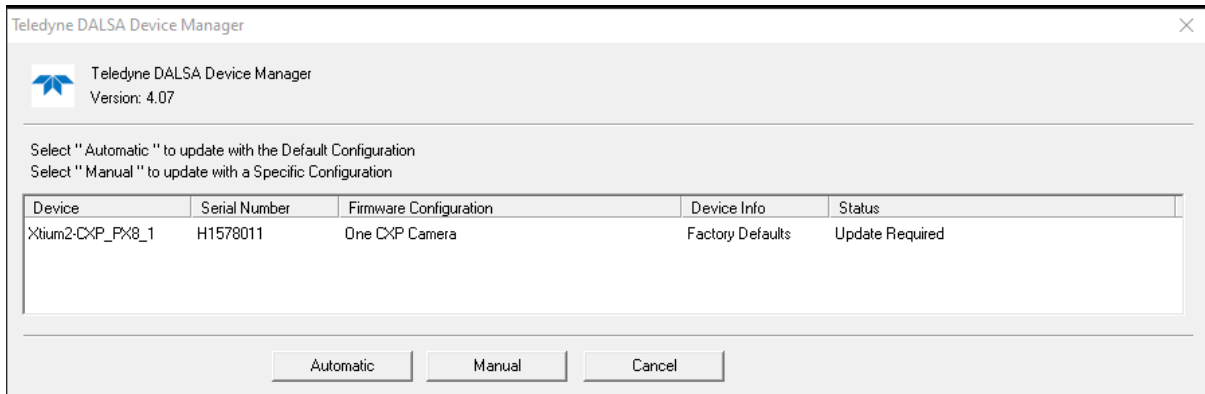 Teledyne DALSA Device Manager
Teledyne DALSA Device Manager
Version: 4.07
Select " Automatic " to update with the Default Configuration
Select " Manual " to update with a Specific Configuration
Device Serial Number Firmware Configuration Device Info Status
Xtium2-CXP_PX8_1 H1578011 One CXP Camera Factory Defaults Update Required
Automatic Manual Cancel